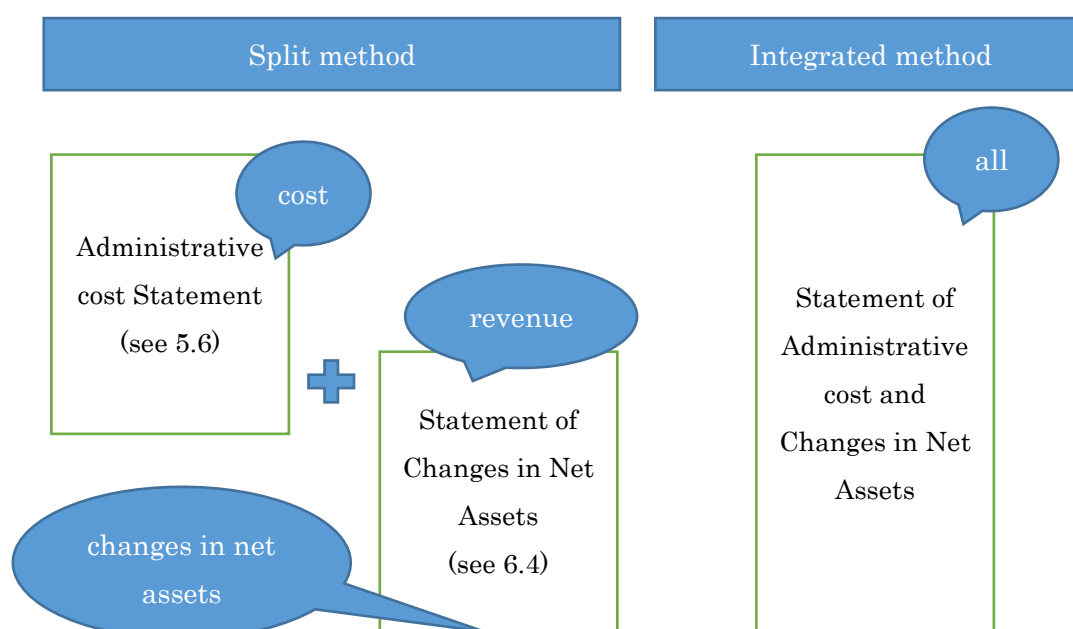 Split method
Integrated method
cost
Administrative
cost Statement
(see 5.6)
revenue
Statement of
Changes in Net
Assets
(see 6.4)
changes in net
assets
all
Statement of
Administrative
cost and
Changes in Net
Assets